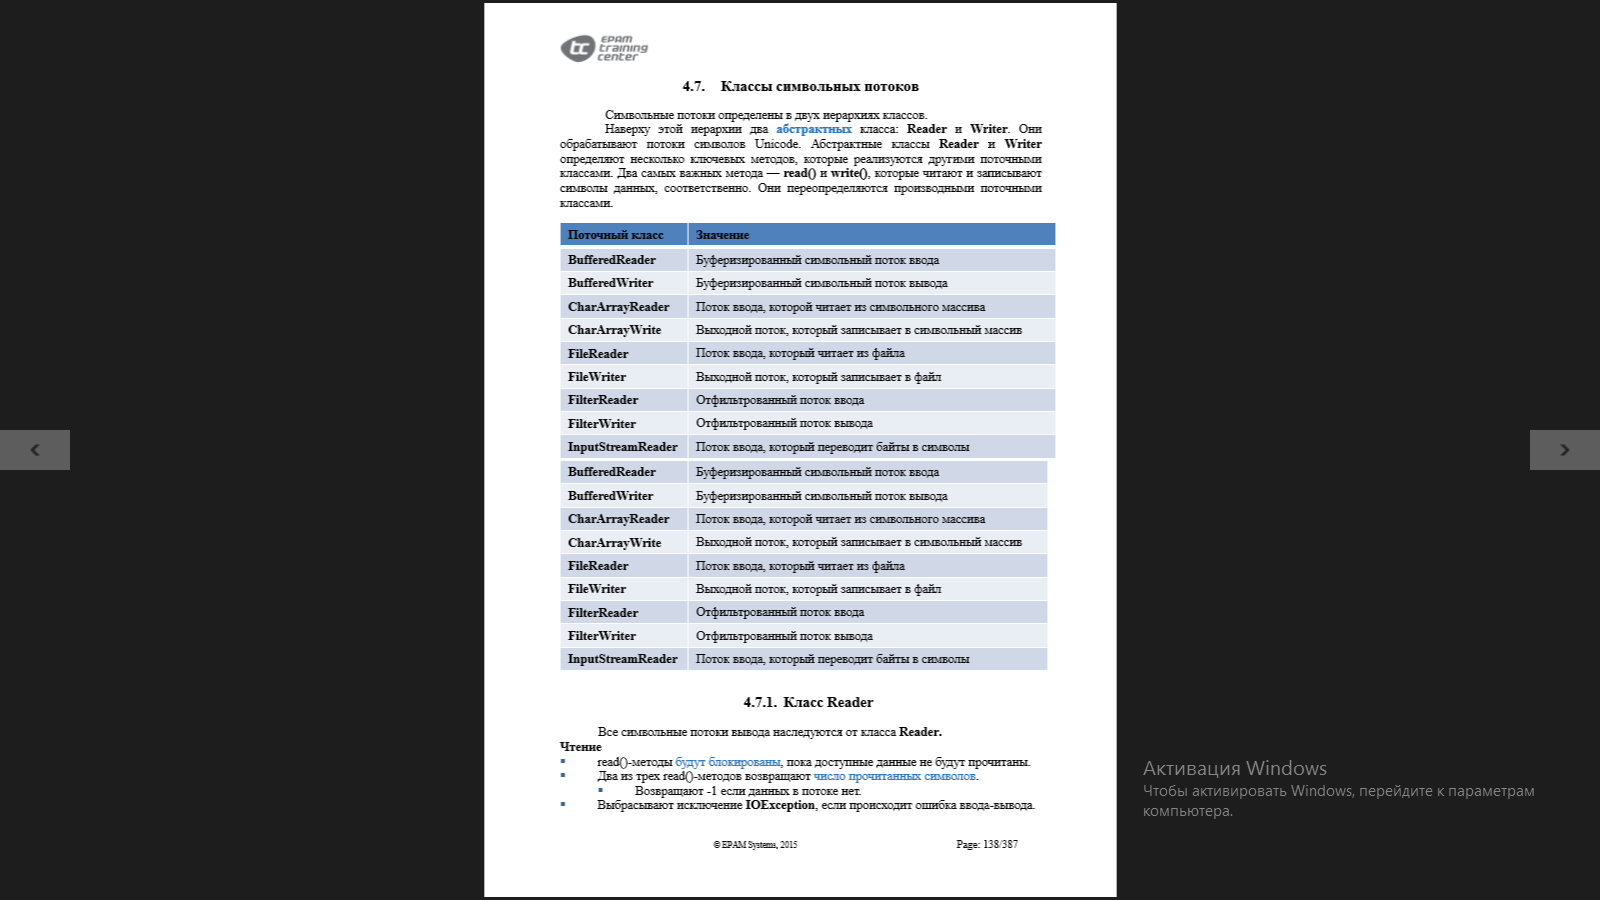 tc EPAM
training
center
4.7. Классы символьных потоков
Символьные потоки определены в двух иерархиях классов.
Наверху этой иерархии два абстрактных класса: Reader и Writer. Они
обрабатывают потоки символов Unicode. Абстрактные классы Reader и Writer
определяют несколько ключевых методов, которые реализуются другими поточными
классами. Два самых важных метода — read() и write(), которые читают и записывают
символы данных, соответственно. Они переопределяются производными поточными
классами.
Поточный класс Значение
BufferedReader Буферизированный символьный поток ввода
BufferedWriter Буферизированный символьный поток вывода
CharArrayReader Поток ввода, которой читает из символьного массива
CharArrayWrite Выходной поток, который записывает в символьный массив
FileReader Поток ввода, который читает из файла
FileWriter Выходной поток, который записывает в файл
FilterReader Отфильтрованный поток ввода
FilterWriter Отфильтрованный поток вывода
InputStreamReader Поток ввода, который переводит байты в символы
BufferedReader Буферизированный символьный поток ввода
BufferedWriter Буферизированный символьный поток вывода
CharArrayReader Поток ввода, которой читает из символьного массива
CharArrayWrite Выходной поток, который записывает в символьный массив
FileReader Поток ввода, который читает из файла
FileWriter Выходной поток, который записывает в файл
FilterReader Отфильтрованный поток ввода
FilterWriter Отфильтрованный поток вывода
InputStreamReader Поток ввода, который переводит байты в символы
4.7.1. Класс Reader
Все символьные потоки вывода наследуются от класса Reader.
Чтение
▪ read()-методы будут блокированы, пока доступные данные не будут прочитаны.
▪ Два из трех read()-методов возвращают число прочитанных символов.
▪ Возвращают -1 если данных в потоке нет.
▪ Выбрасывают исключение IOException, если происходит ошибка ввода-вывода.
© EPAM Systems, 2015 Page: 138/387
Активация Windows
Чтобы активировать Windows, перейдите к параметрам
компьютера.